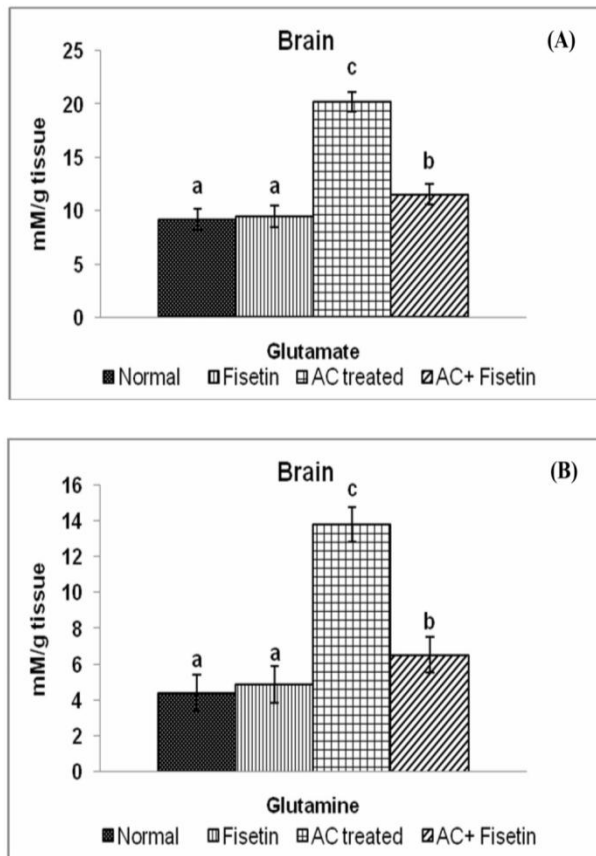 Brain
(A)
25
20
15
10
5
0
mM/g tissue
a
a
c
b
Glutamate
Normal Fisetin AC treated AC+ Fisetin
Brain
(B)
16
14
12
10
8
6
4
2
0
mM/g tissue
a
a
c
b
Glutamine
Normal Fisetin AC treated AC+ Fisetin